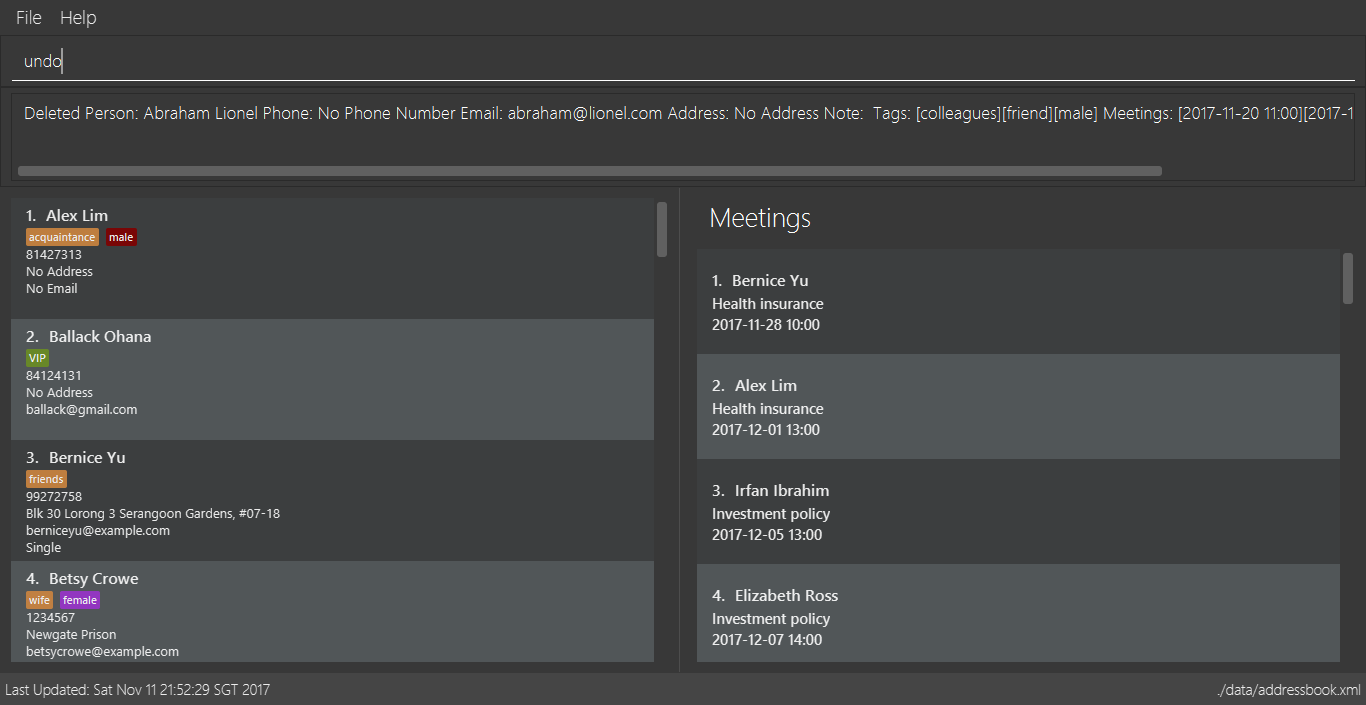 File Help
undo
Deleted Person: Abraham Lionel Phone: No Phone Number Email: abraham@lionel.com Address: No Address Note:  Tags: [colleagues][friend][male] Meetings: [2017-11-20 11:00][2017-1
1. Alex Lim
acquaintance male
81427313
No Address
No Email
2. Ballack Ohana
VIP
84124131
No Address
ballack@gmail.com
3. Bernice Yu
friends
99272758
Blk 30 Lorong 3 Serangoon Gardens, #07-18
berniceyu@example.com
Single
4. Betsy Crowe
wife female
1234567
Newgate Prison
betsycrowe@example.com
Meetings
1. Bernice Yu
Health insurance
2017-11-28 10:00
2. Alex Lim
Health insurance
2017-12-01 13:00
3. Irfan Ibrahim
Investment policy
2017-12-05 13:00
4. Elizabeth Ross
Investment policy
2017-12-07 14:00
Last Updated: Sat Nov 11 21:52:29 SGT 2017
./data/addressbook.xml